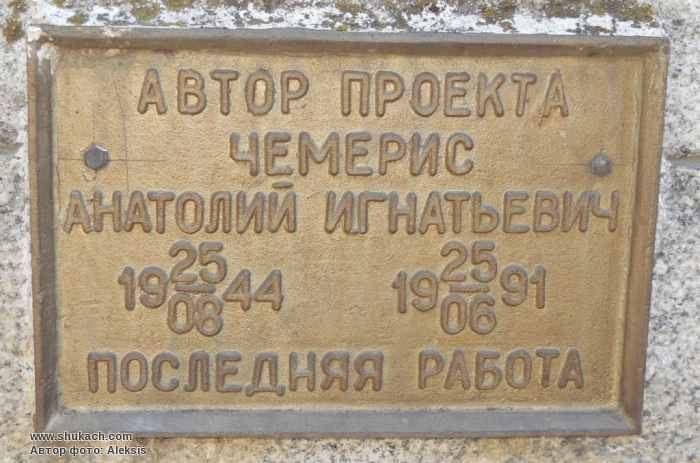 АВТОР ПРОЕКТА
ЧЕМЕРИС
АНАТОЛИЙ ИГНАТЬЕВИЧ
19 25/08 44 19 25/06 91
ПОСЛЕДНЯЯ РАБОТА
www.shukach.com
Автор фото: Aleksis